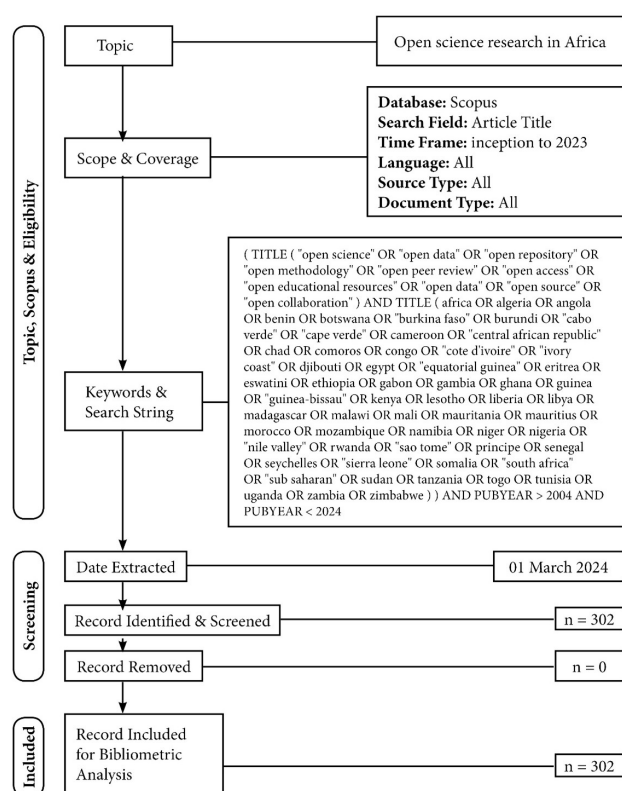 Topic, Scopus & Eligibility
Topic
Open science research in Africa
Scope & Coverage
Database: Scopus
Search Field: Article Title
Time Frame: inception to 2023
Language: All
Source Type: All
Document Type: All
Keywords &
Search String
( TITLE ( "open science" OR "open data" OR "open repository" OR
"open methodology" OR "open peer review" OR "open access" OR
"open educational resources" OR "open data" OR "open source" OR
"open collaboration" ) AND TITLE ( africa OR algeria OR angola
OR benin OR botswana OR "burkina faso" OR burundi OR "cabo
verde" OR "cape verde" OR cameroon OR "central african republic"
OR chad OR comoros OR congo OR "cote d'ivoire" OR "ivory
coast" OR djibouti OR egypt OR "equatorial guinea" OR eritrea OR
eswatini OR ethiopia OR gabon OR gambia OR ghana OR guinea
OR "guinea-bissau" OR kenya OR lesotho OR liberia OR libya OR
madagascar OR malawi OR mali OR mauritania OR mauritius OR
morocco OR mozambique OR namibia OR niger OR nigeria OR
"nile valley" OR rwanda OR "sao tome" OR principe OR senegal
OR seychelles OR "sierra leone" OR somalia OR "south africa"
OR "sub saharan" OR sudan OR tanzania OR togo OR tunisia OR
uganda OR zambia OR zimbabwe ) ) AND PUBYEAR > 2004 AND
PUBYEAR < 2024
Screening
Date Extracted
01 March 2024
Record Identified & Screened
n = 302
Record Removed
n = 0
Included
Record Included
for Bibliometric
Analysis
n = 302